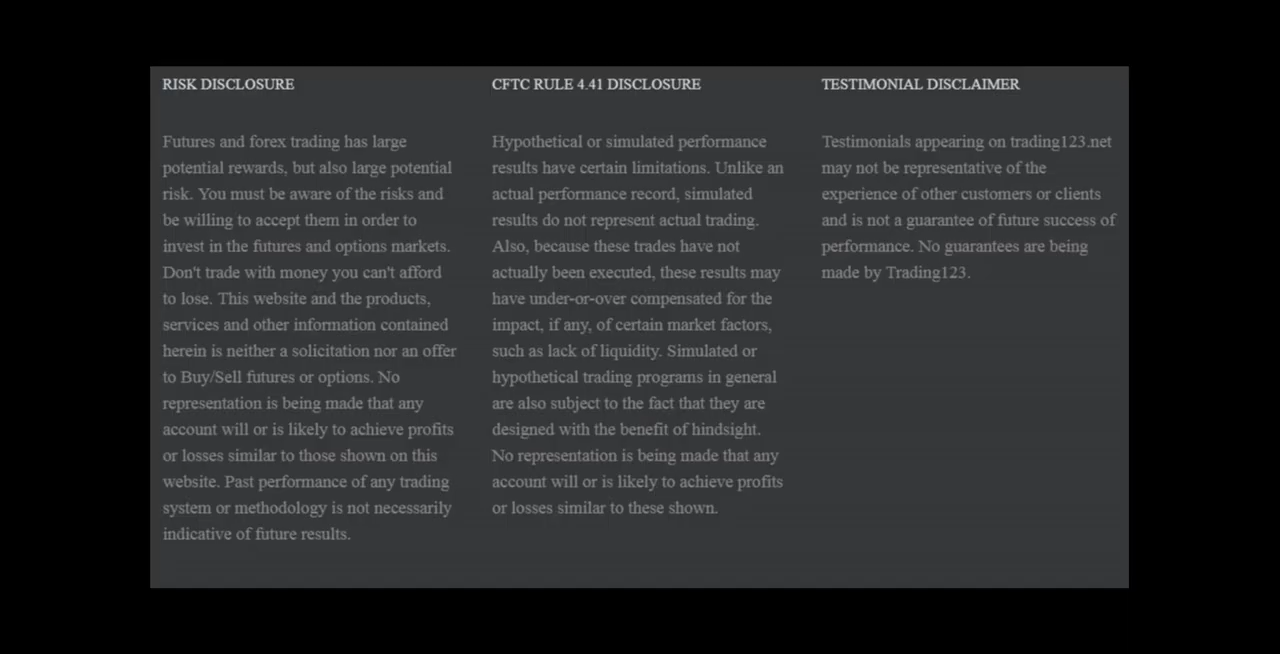 RISK DISCLOSURE
Futures and forex trading has large
potential rewards, but also large potential
risk. You must be aware of the risks and
be willing to accept them in order to
invest in the futures and options markets.
Don't trade with money you can't afford
to lose. This website and the products,
services and other information contained
herein is neither a solicitation nor an offer
to Buy/Sell futures or options. No
representation is being made that any
account will or is likely to achieve profits
or losses similar to those shown on this
website. Past performance of any trading
system or methodology is not necessarily
indicative of future results.
CFTC RULE 4.41 DISCLOSURE
Hypothetical or simulated performance
results have certain limitations. Unlike an
actual performance record, simulated
results do not represent actual trading.
Also, because these trades have not
actually been executed, these results may
have under-or-over compensated for the
impact, if any, of certain market factors,
such as lack of liquidity. Simulated or
hypothetical trading programs in general
are also subject to the fact that they are
designed with the benefit of hindsight.
No representation is being made that any
account will or is likely to achieve profits
or losses similar to these shown.
TESTIMONIAL DISCLAIMER
Testimonials appearing on trading123.net
may not be representative of the
experience of other customers or clients
and is not a guarantee of future success of
performance. No guarantees are being
made by Trading123.